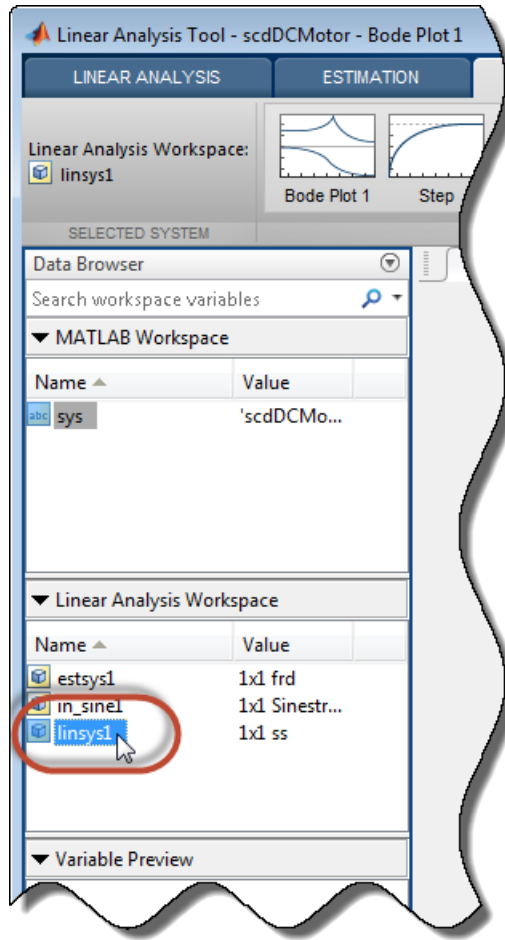 Linear Analysis Tool - scdDCMotor - Bode Plot 1
LINEAR ANALYSIS ESTIMATION
Linear Analysis Workspace:
linsys1
Bode Plot 1 Step
SELECTED SYSTEM
Data Browser
Search workspace variables
MATLAB Workspace
Name Value
abc sys 'scdDCMo...
Linear Analysis Workspace
Name Value
estsys1 1x1 frd
in_sine1 1x1 Sinestr...
linsys1 1x1 ss
Variable Preview